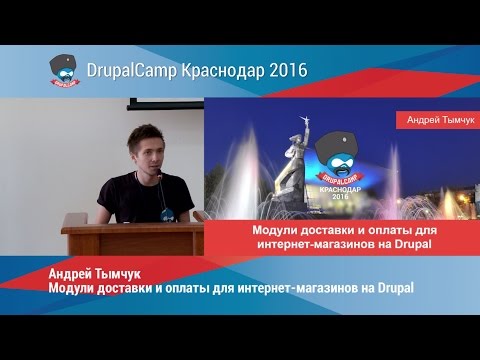 DRUPALCAMP
DrupalCamp Краснодар 2016
Андрей Тымчук
DRUPALCAMP
КРАСНОДАР
2016
Модули доставки и оплаты для
интернет-магазинов на Drupal
Андрей Тымчук
Модули доставки и оплаты для интернет-магазинов на Drupal